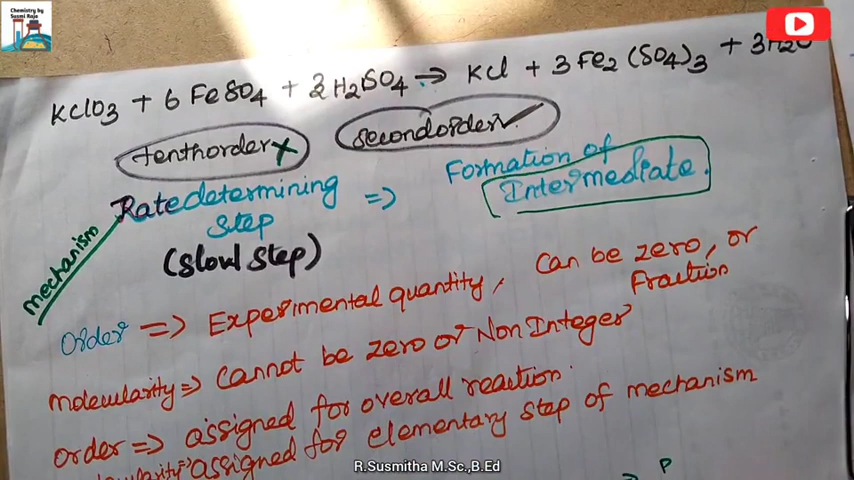 Chemistry by
Susmi Raja
KClO3 + 6 FeSO4 + 3 H2SO4 → KCl + 3 Fe2 (SO4)3 + 3H2O
tenthorder x secondorder ✓
Ratedetermining Step ⇒ Formation of Intermediate.
(Slow Step)
mechanism
Order ⇒ Experimental quantity, Can be zero, or Fraction
Molecularity ⇒ Cannot be zero or Non Integer
Order ⇒ assigned for overall reaction.
assigned for elementary step of mechanism
P
R.Susmitha M.Sc.,B.Ed